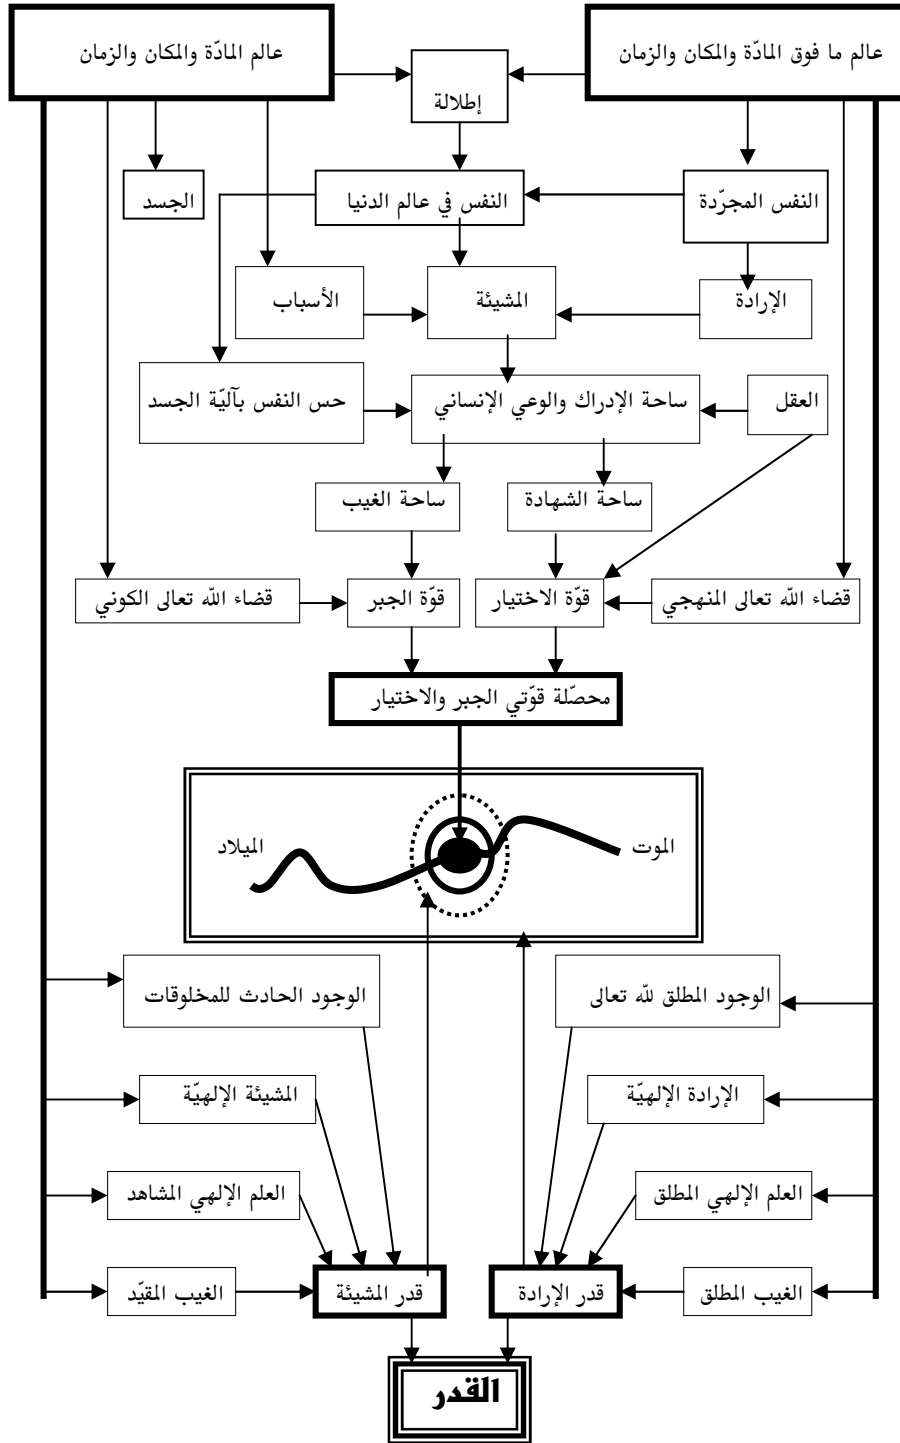 عالم ما فوق المادّة والمكان والزمان
عالم المادّة والمكان والزمان
إطلالة
النفس المجرّدة
النفس في عالم الدنيا
الجسد
الإرادة
المشيئة
الأسباب
العقل
ساحة الإدراك والوعي الإنساني
حس النفس بآليّة الجسد
ساحة الشهادة
ساحة الغيب
قضاء الله تعالى المنهجي
قوّة الاختيار
قوّة الجبر
قضاء الله تعالى الكوني
محصّلة قوّتي الجبر والاختيار
الموت
الميلاد
الوجود المطلق لله تعالى
الوجود الحادث للمخلوقات
الإرادة الإلهيّة
المشيئة الإلهيّة
العلم الإلهي المطلق
العلم الإلهي المشاهد
الغيب المطلق
قدر الإرادة
قدر المشيئة
الغيب المقيّد
القدر